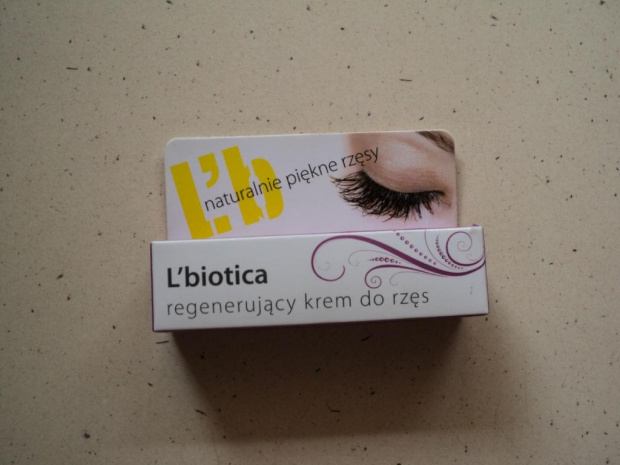 L'b
naturalnie piękne rzęsy
L'biotica
regenerujący krem do rzęs